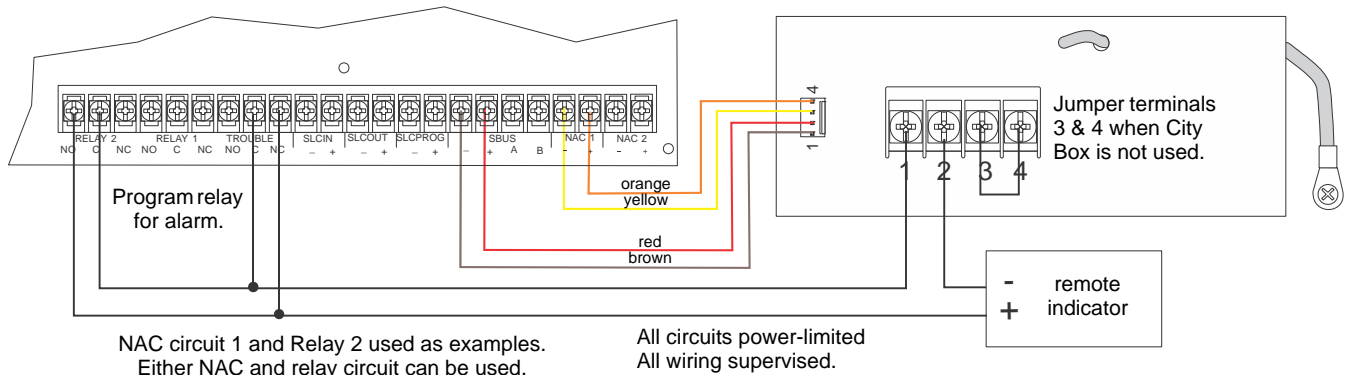 RELAY 2 RELAY 1 TROUBLE SLCIN SLCOUT SLCPROG SBUS NAC 1 NAC 2
NO C NC NO C NC NO C NC – + – + – + – + A B – + - +
Program relay
for alarm.
orange
yellow
red
brown
4
1
1 2 3 4
Jumper terminals
3 & 4 when City
Box is not used.
-
+
remote
indicator
NAC circuit 1 and Relay 2 used as examples.
Either NAC and relay circuit can be used.
All circuits power-limited
All wiring supervised.